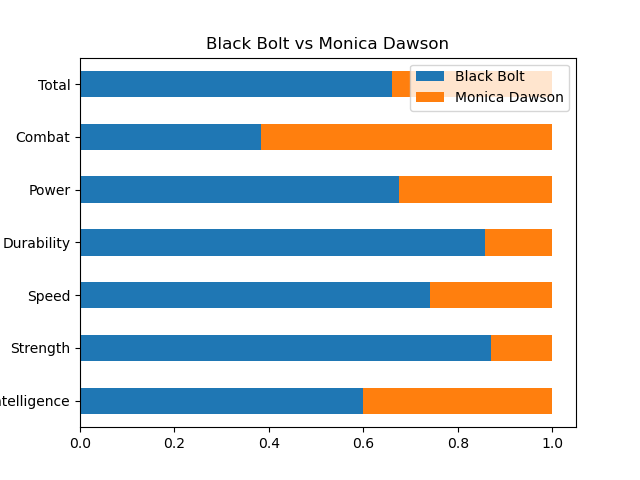 Black Bolt vs Monica Dawson
Black Bolt
Monica Dawson
Total
Combat
Power
Durability
Speed
Strength
ntelligence
0.0 0.2 0.4 0.6 0.8 1.0